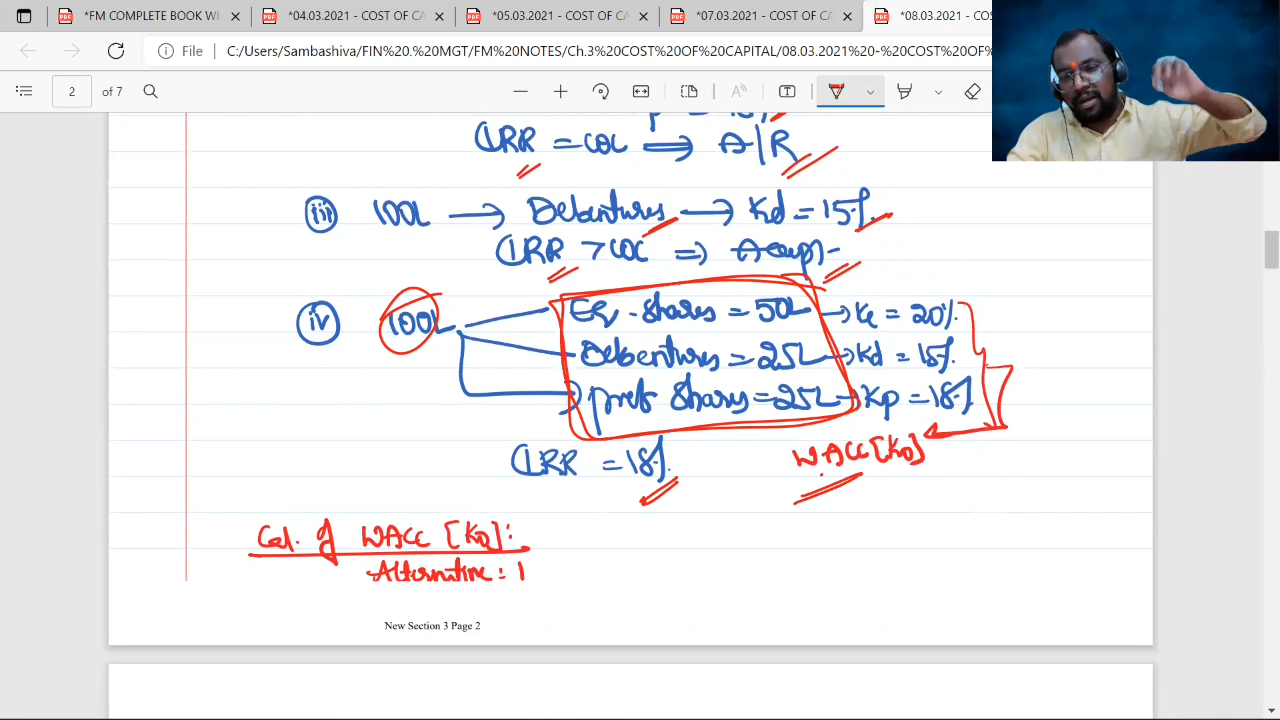 *FM COMPLETE BOOK WI
*04.03.2021 - COST OF CA
*05.03.2021 - COST OF CA
*07.03.2021 - COST OF CA
*08.03.2021 - COST OF
File C:/Users/Sambashiva/FIN%20.%20MGT/FM%20NOTES/Ch.3%20COST%20OF%20CAPITAL/08.03.2021%20-%20COST%20OF
2 of 7
IRR = COC ⟹ A|R
iii 100L → Debentures → Kd = 15%
IRR > COC ⇒ Accept
iv 100L Eq. Shares = 50L → Ke = 20%
Debentures = 25L → Kd = 15%
Pref. Shares = 25L → Kp = 18%
IRR = 18%
WACC [Ko]
Cal. of WACC [Ko]:
Alternative: 1
New Section 3 Page 2